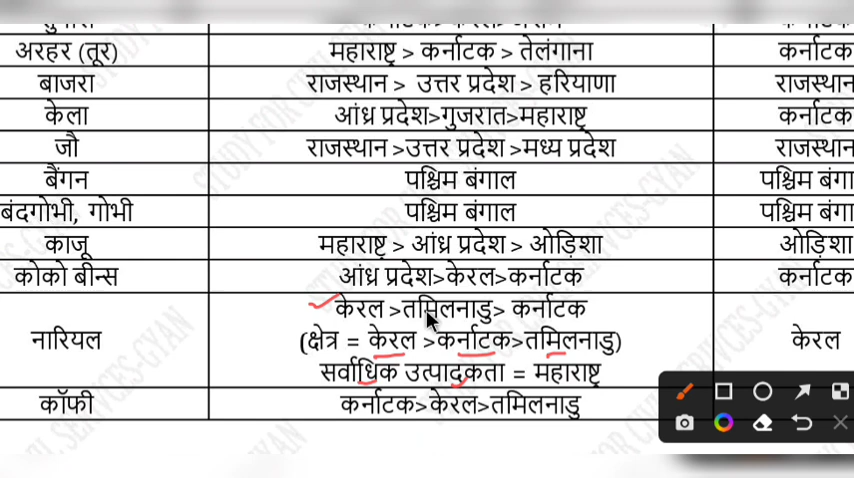 अरहर (तूर) महाराष्ट्र > कर्नाटक > तेलंगाना कर्नाटक
बाजरा राजस्थान > उत्तर प्रदेश > हरियाणा राजस्थान
केला आंध्र प्रदेश>गुजरात>महाराष्ट्र कर्नाटक
जौ राजस्थान >उत्तर प्रदेश >मध्य प्रदेश राजस्थान
बैंगन पश्चिम बंगाल पश्चिम बंगा
बंदगोभी, गोभी पश्चिम बंगाल पश्चिम बंगा
काजू महाराष्ट्र > आंध्र प्रदेश > ओड़िशा ओड़िशा
कोको बीन्स आंध्र प्रदेश>केरल>कर्नाटक कर्नाटक
केरल >तमिलनाडु> कर्नाटक
नारियल (क्षेत्र = केरल >कर्नाटक>तमिलनाडु) केरल
सर्वाधिक उत्पादकता = महाराष्ट्र
कॉफी कर्नाटक>केरल>तमिलनाडु